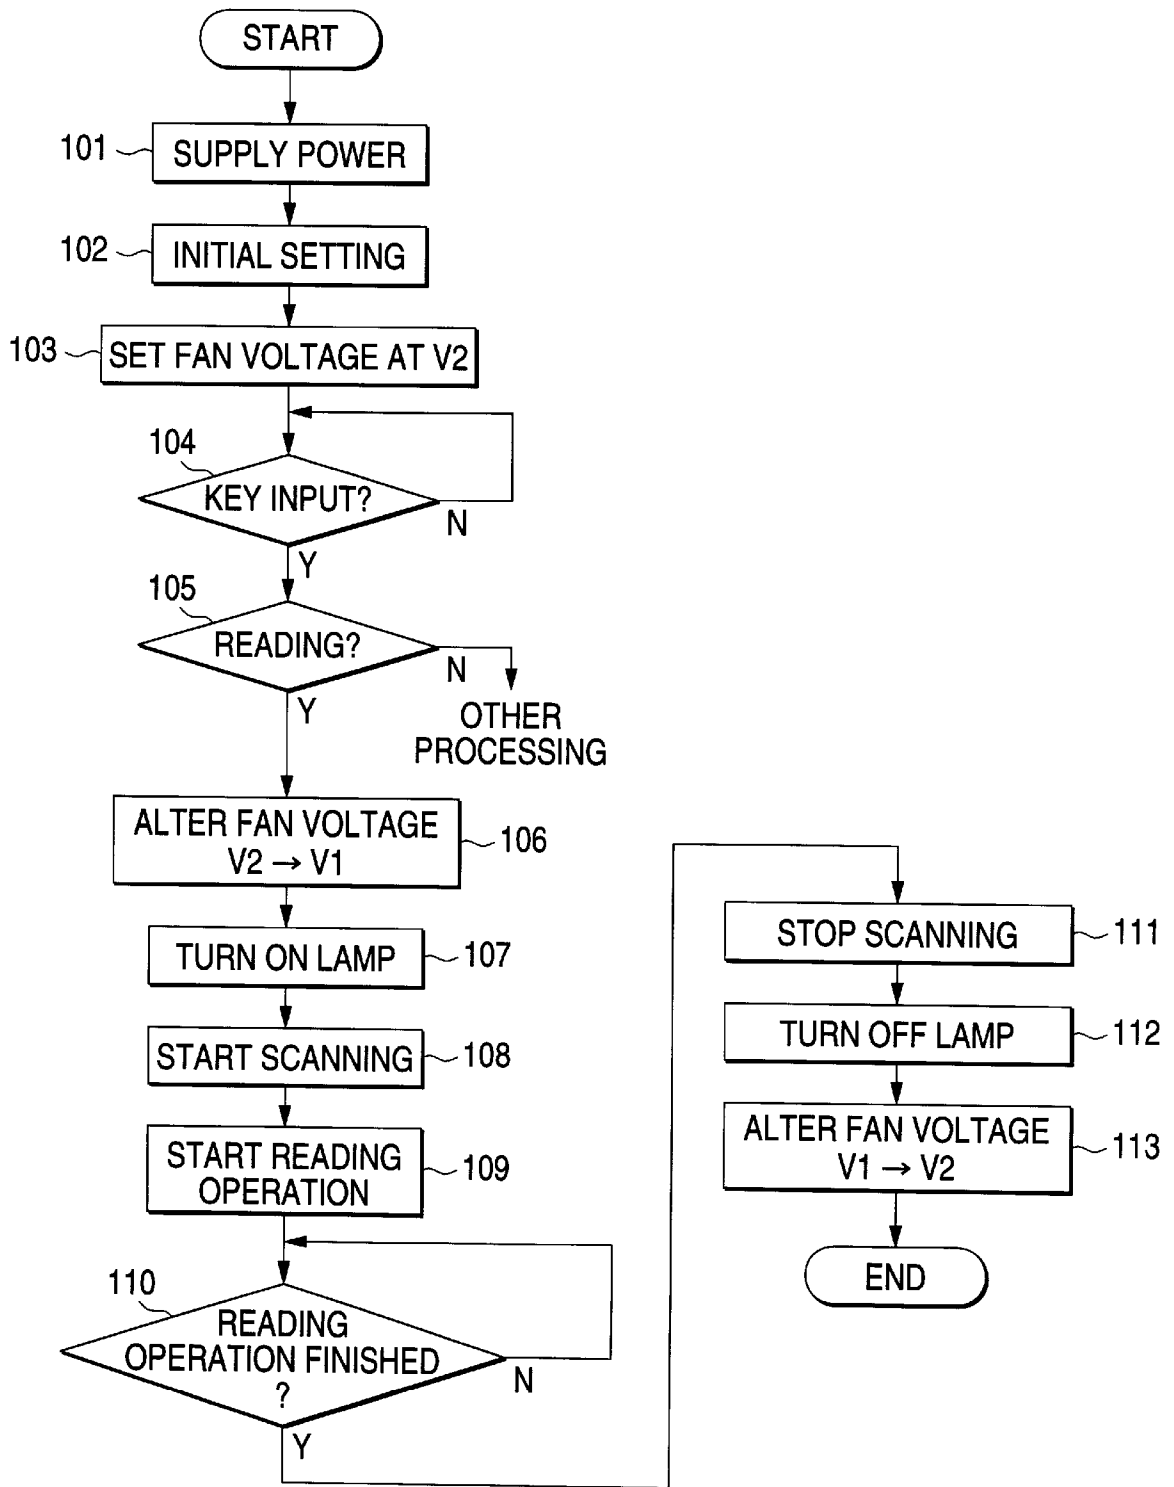 START
101
SUPPLY POWER
102
INITIAL SETTING
103
SET FAN VOLTAGE AT V2
104
KEY INPUT?
N
Y
105
READING?
N
Y
OTHER
PROCESSING
ALTER FAN VOLTAGE
V2 → V1
106
TURN ON LAMP
107
START SCANNING
108
START READING
OPERATION
109
110
READING
OPERATION FINISHED
?
N
Y
STOP SCANNING
111
TURN OFF LAMP
112
ALTER FAN VOLTAGE
V1 → V2
113
END